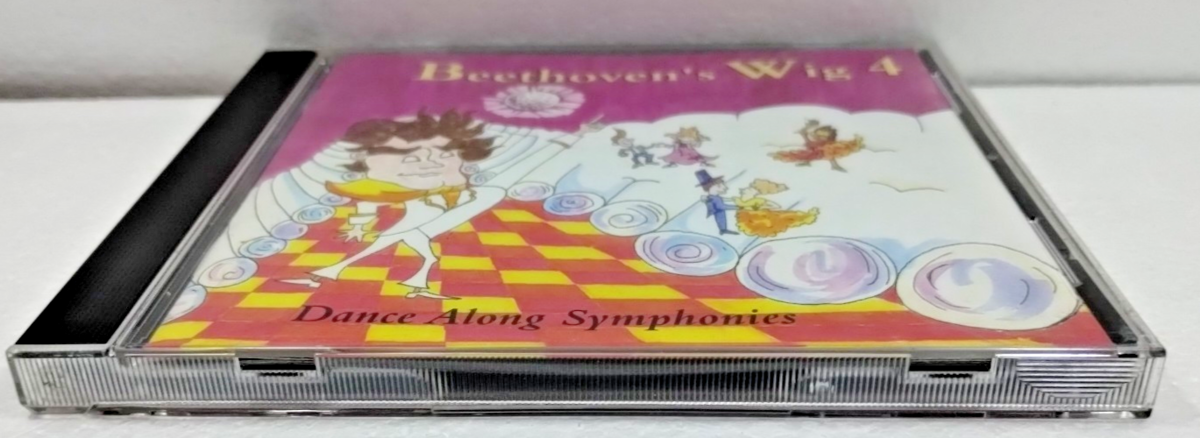 Beethoven's Wig 4
Dance Along Symphonies